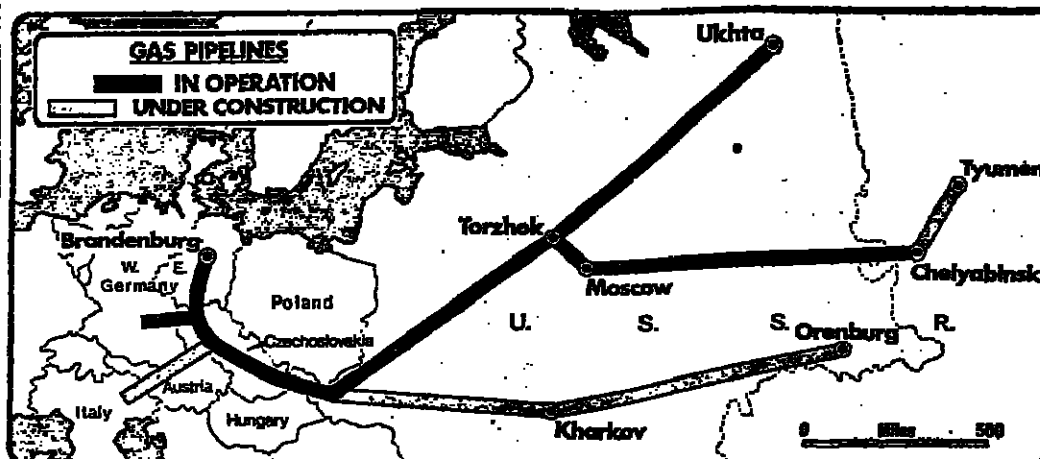 GAS PIPELINES
IN OPERATION
UNDER CONSTRUCTION
Ukhta
Tyumen
Torzhok
Brandenburg
W. E.
Germany
Moscow
Chelyabinsk
Poland
U. S. S. R.
Orenburg
Czechoslovakia
Austria
Italy
Hungary
Kharkov
0 Miles 500